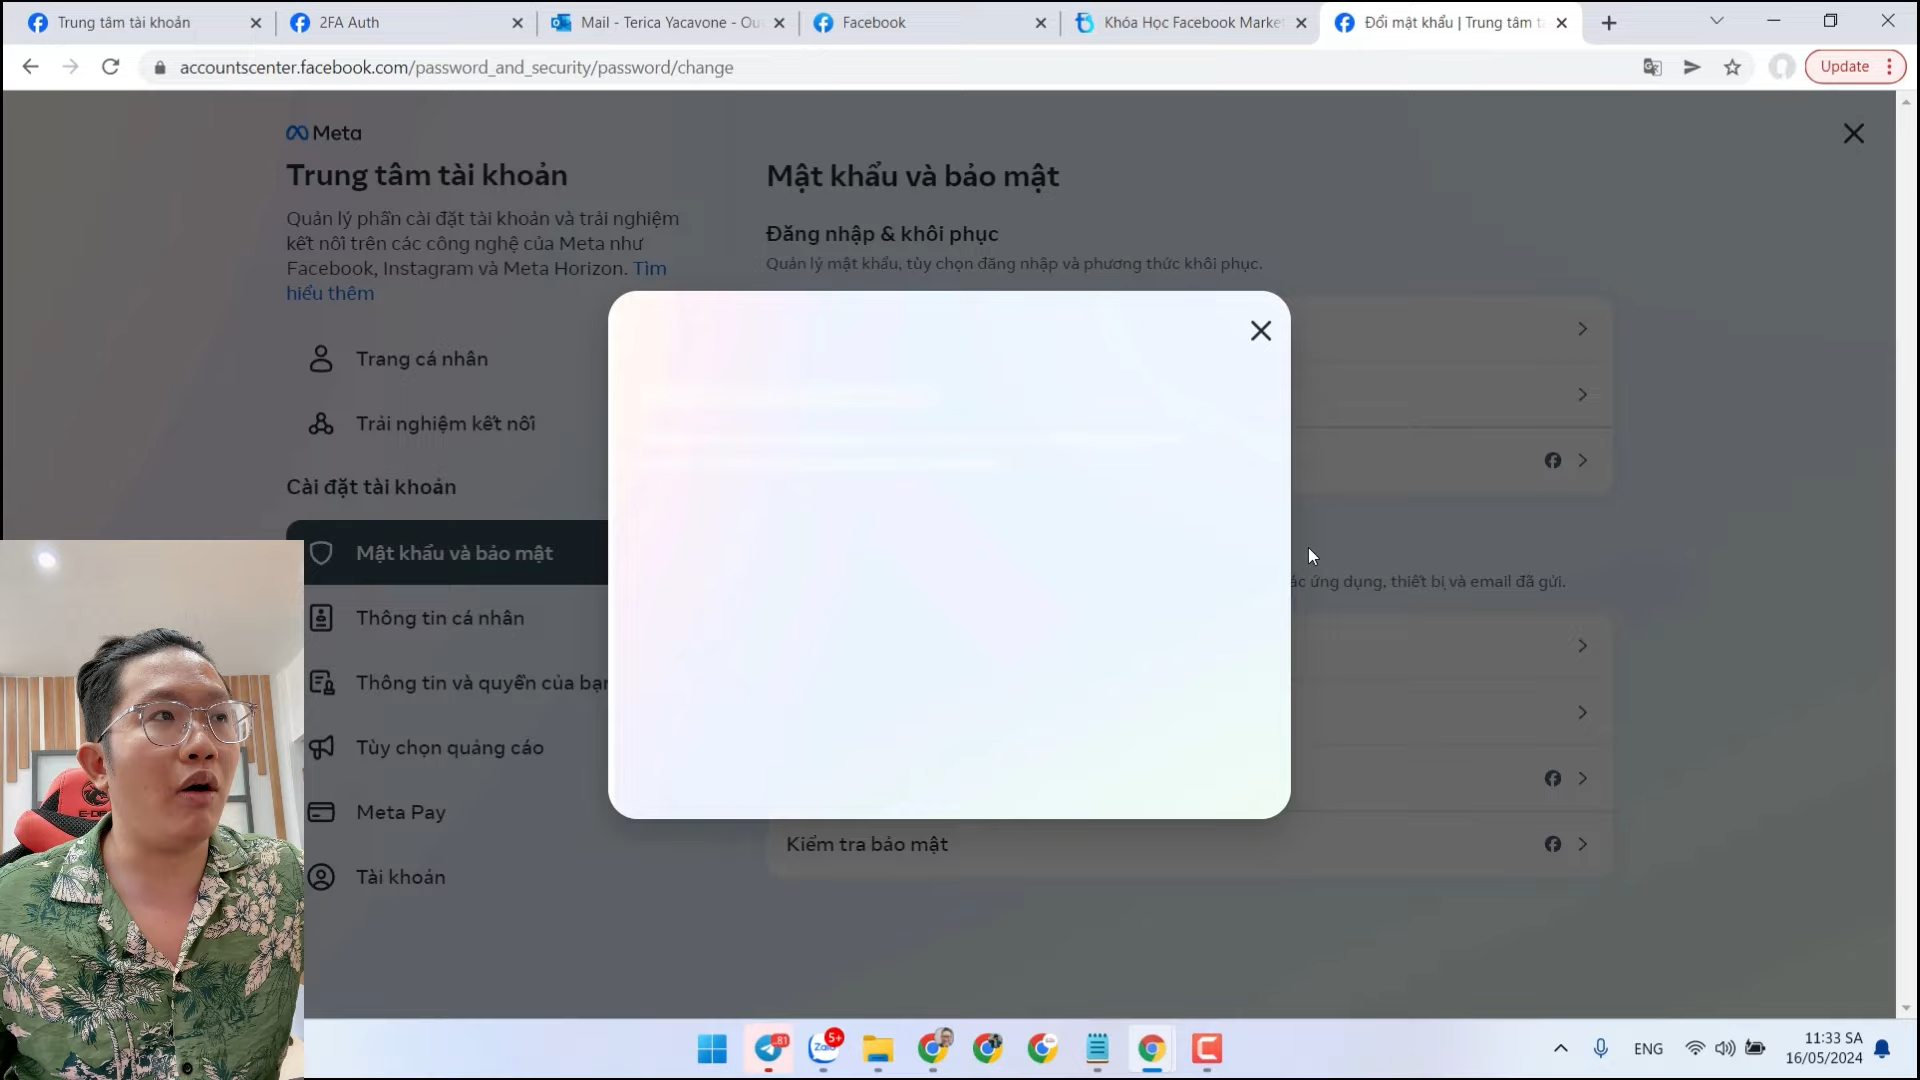 Trung tâm tài khoản
2FA Auth
Mail - Terica Yacavone - Ou
Facebook
Khóa Học Facebook Marke
Đổi mật khẩu | Trung tâm tà
accountscenter.facebook.com/password_and_security/password/change
Update
Meta
Trung tâm tài khoản
Quản lý phần cài đặt tài khoản và trải nghiệm
kết nối trên các công nghệ của Meta như
Facebook, Instagram và Meta Horizon. Tìm
hiểu thêm
Trang cá nhân
Trải nghiệm kết nối
Cài đặt tài khoản
Mật khẩu và bảo mật
Thông tin cá nhân
Thông tin và quyền của bạn
Tùy chọn quảng cáo
Meta Pay
Tài khoản
Mật khẩu và bảo mật
Đăng nhập & khôi phục
Quản lý mật khẩu, tùy chọn đăng nhập và phương thức khôi phục.
ác ứng dụng, thiết bị và email đã gửi.
Kiểm tra bảo mật
81
Zalo
5+
ENG
11:33 SA
16/05/2024